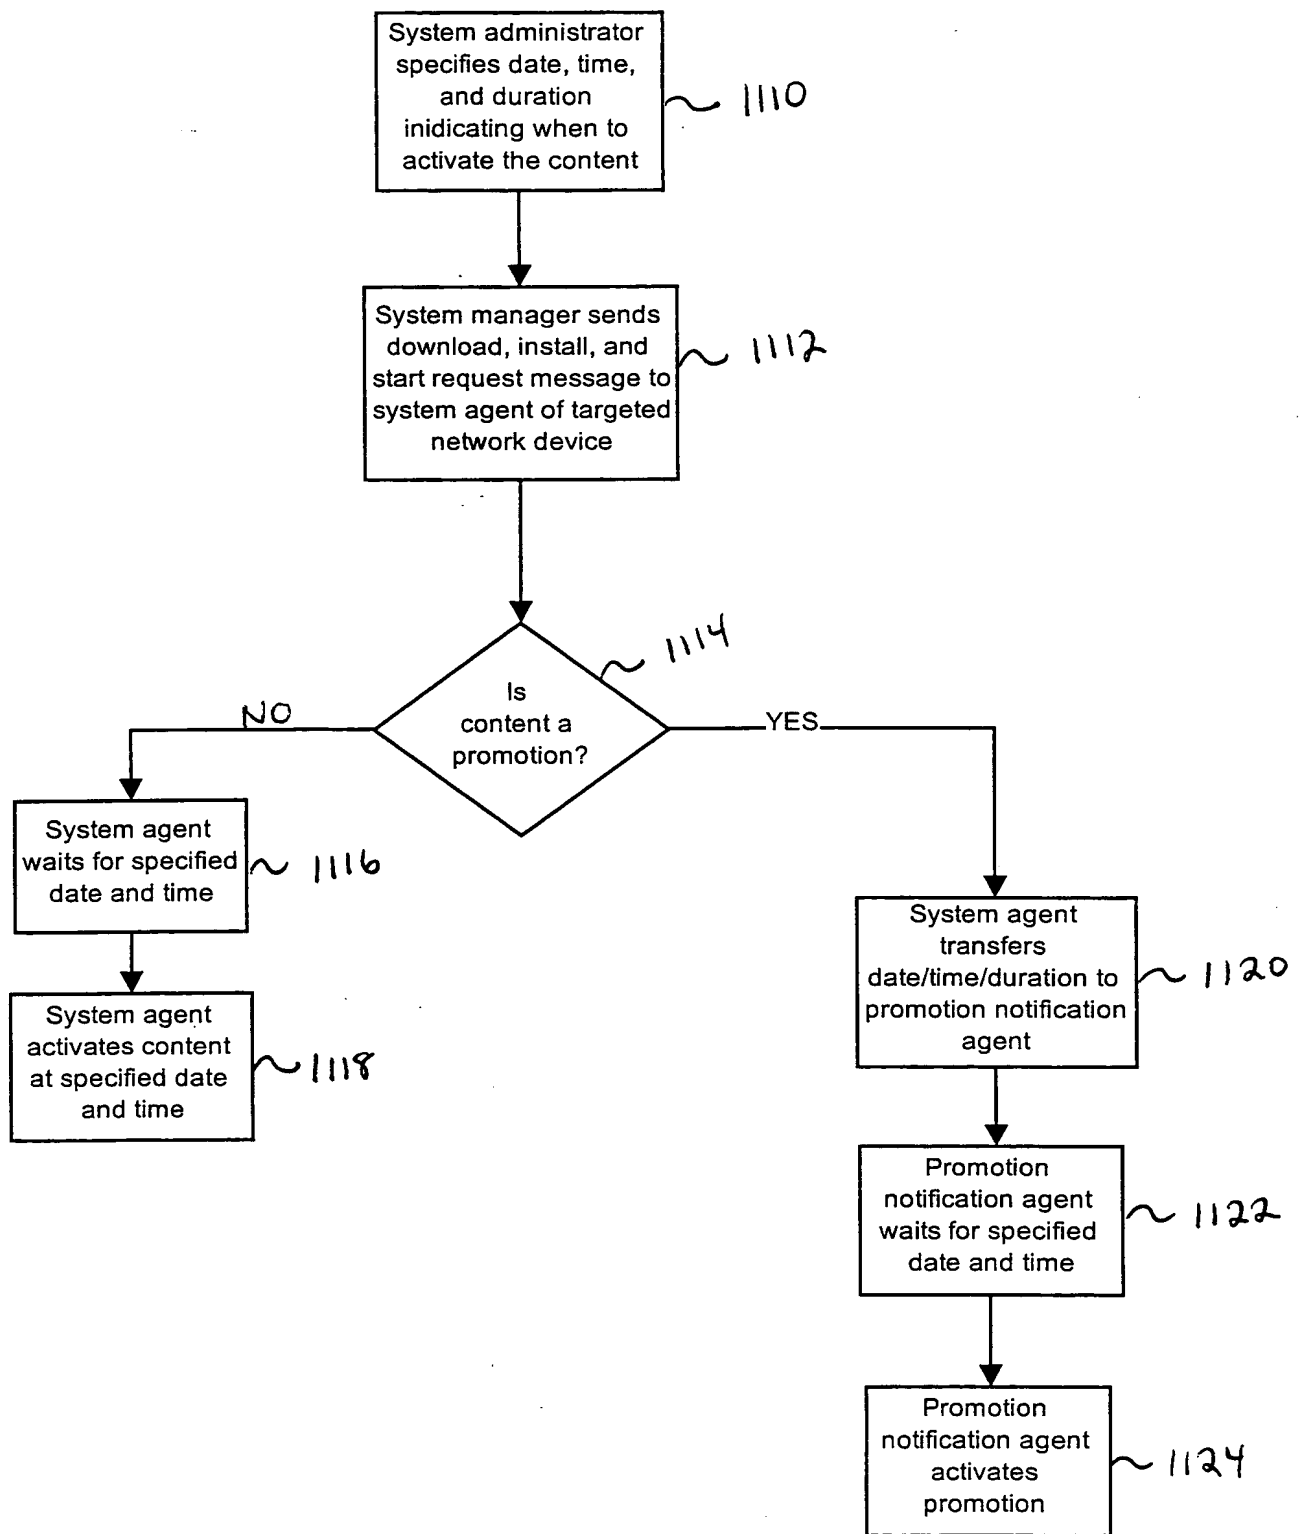 System administrator
specifies date, time,
and duration
inidicating when to
activate the content
1110
System manager sends
download, install, and
start request message to
system agent of targeted
network device
1112
Is
content a
promotion?
1114
NO
YES
System agent
waits for specified
date and time
1116
System agent
activates content
at specified date
and time
1118
System agent
transfers
date/time/duration to
promotion notification
agent
1120
Promotion
notification agent
waits for specified
date and time
1122
Promotion
notification agent
activates
promotion
1124